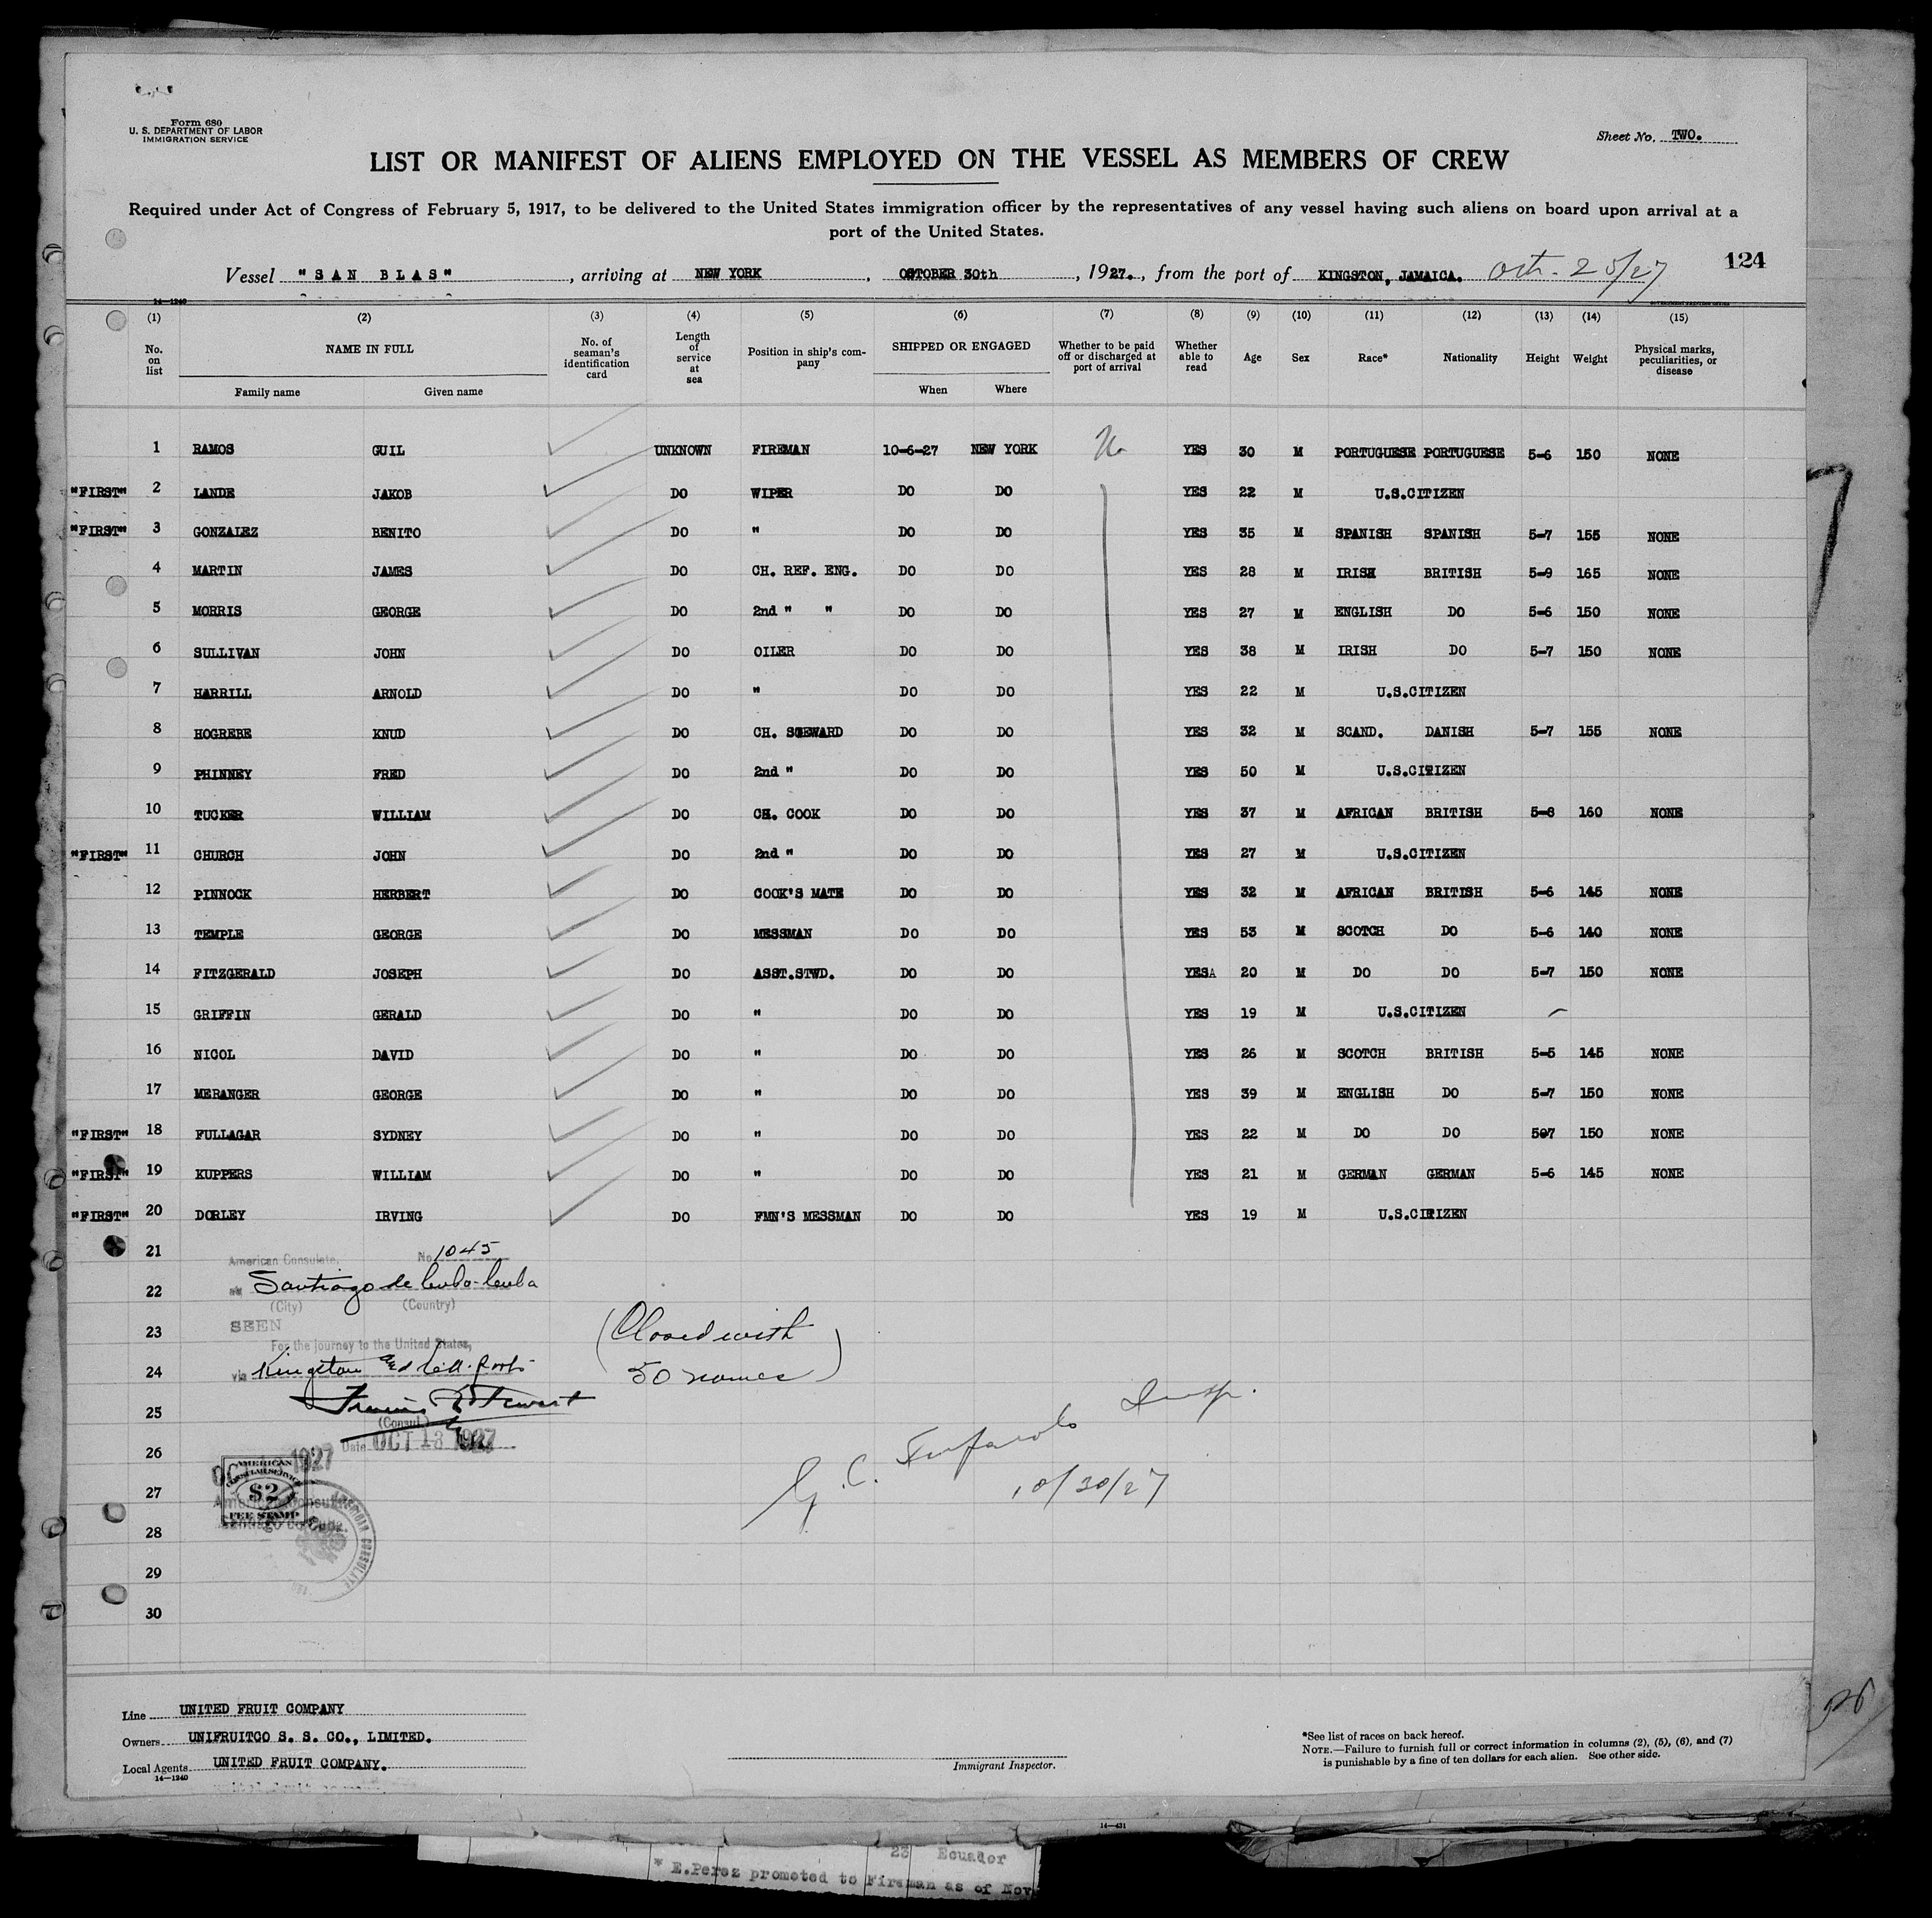 Form 680
U. S. DEPARTMENT OF LABOR
IMMIGRATION SERVICE
Sheet No. TWO.
LIST OR MANIFEST OF ALIENS EMPLOYED ON THE VESSEL AS MEMBERS OF CREW
Required under Act of Congress of February 5, 1917, to be delivered to the United States immigration officer by the representatives of any vessel having such aliens on board upon arrival at a
port of the United States.
124
Vessel "SAN BLAS", arriving at NEW YORK, OCTOBER 30th, 1927., from the port of KINGSTON, JAMAICA. Oct. 25/27
14—1240
(1) (2) (3) (4) (5) (6) (7) (8) (9) (10) (11) (12) (13) (14) (15)
No. on list NAME IN FULL Family name Given name No. of seaman's identification card Length of service at sea Position in ship's company SHIPPED OR ENGAGED When Where Whether to be paid off or discharged at port of arrival Whether able to read Age Sex Race* Nationality Height Weight Physical marks, peculiarities, or disease
1 RAMOS GUIL UNKNOWN FIREMAN 10-6-27 NEW YORK No YES 30 M PORTUGUESE PORTUGUESE 5-6 150 NONE
"FIRST" 2 LANDE JAKOB DO WIPER DO DO YES 22 M U.S.CITIZEN
"FIRST" 3 GONZALEZ BENITO DO " DO DO YES 35 M SPANISH SPANISH 5-7 155 NONE
4 MARTIN JAMES DO CH. REF. ENG. DO DO YES 28 M IRISH BRITISH 5-9 165 NONE
5 MORRIS GEORGE DO 2nd " " DO DO YES 27 M ENGLISH DO 5-6 150 NONE
6 SULLIVAN JOHN DO OILER DO DO YES 38 M IRISH DO 5-7 150 NONE
7 HARRILL ARNOLD DO " DO DO YES 22 M U.S.CITIZEN
8 HOGREBE KNUD DO CH. STEWARD DO DO YES 32 M SCAND. DANISH 5-7 155 NONE
9 PHINNEY FRED DO 2nd " DO DO YES 50 M U.S.CITIZEN
10 TUCKER WILLIAM DO CH. COOK DO DO YES 37 M AFRICAN BRITISH 5-8 160 NONE
"FIRST" 11 CHURCH JOHN DO 2nd " DO DO YES 27 M U.S.CITIZEN
12 PINNOCK HERBERT DO COOK'S MATE DO DO YES 32 M AFRICAN BRITISH 5-6 145 NONE
13 TEMPLE GEORGE DO MESSMAN DO DO YES 53 M SCOTCH DO 5-6 140 NONE
14 FITZGERALD JOSEPH DO ASST.STWD. DO DO YESA 20 M DO DO 5-7 150 NONE
15 GRIFFIN GERALD DO " DO DO YES 19 M U.S.CITIZEN
16 NICOL DAVID DO " DO DO YES 26 M SCOTCH BRITISH 5-5 145 NONE
17 MERANGER GEORGE DO " DO DO YES 39 M ENGLISH DO 5-7 150 NONE
"FIRST" 18 FULLAGAR SYDNEY DO " DO DO YES 22 M DO DO 507 150 NONE
"FIRST" 19 KUPPERS WILLIAM DO " DO DO YES 21 M GERMAN GERMAN 5-6 145 NONE
"FIRST" 20 DORLEY IRVING DO FMN'S MESSMAN DO DO YES 19 M U.S.CITIZEN
21 American Consulate, No. 1045
22 at Santiago de Cuba-Cuba
(City) (Country)
23 SEEN (Closed with
For the journey to the United States,
24 via Kingston and 50 names)
25 (Consul)
Date OCT 13 1927
26 AMERICAN CONSULAR SERVICE
27 $2 10/30/27
FEE STAMP
28
29
30
Line UNITED FRUIT COMPANY
Owners UNIFRUITCO S. S. CO., LIMITED.
Local Agents UNITED FRUIT COMPANY.
14—1240
Immigrant Inspector.
*See list of races on back hereof.
NOTE.—Failure to furnish full or correct information in columns (2), (5), (6), and (7)
is punishable by a fine of ten dollars for each alien. See other side.
14—431
23 Ecuador
* E.Perez promoted to Fireman as of Nov